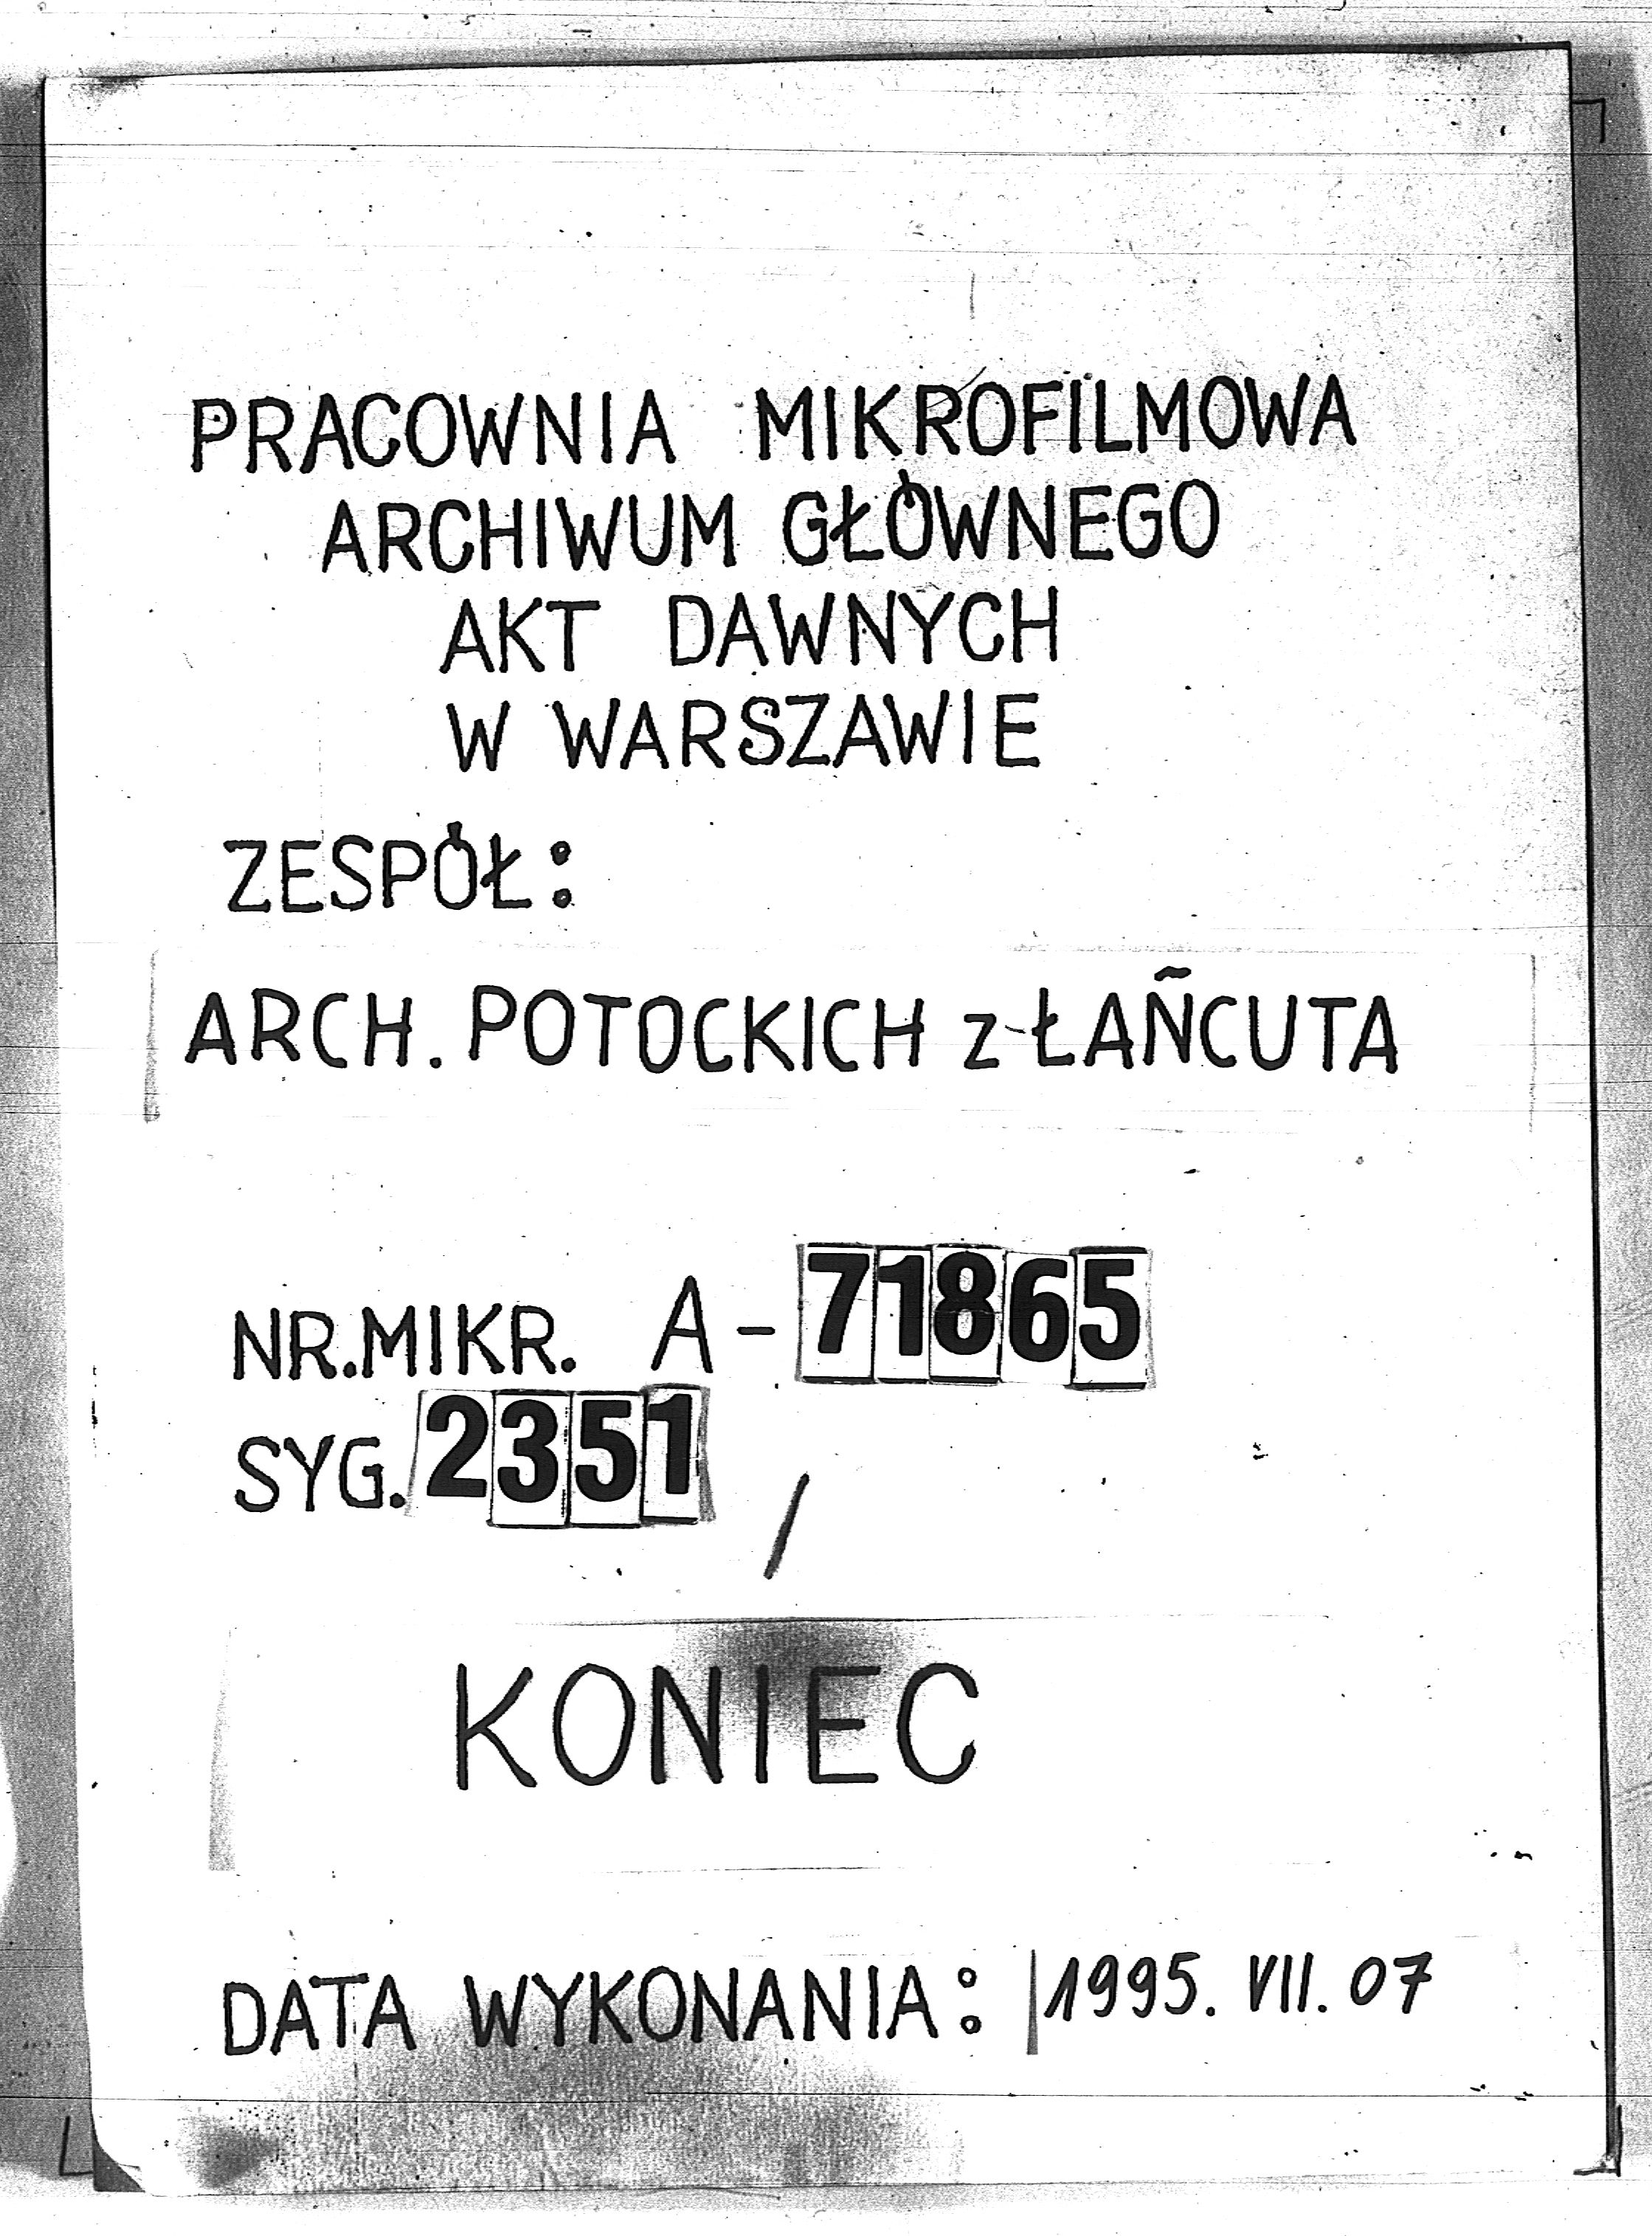 PRACOWNIA MIKROFILMOWA
ARCHIWUM GŁÓWNEGO
AKT DAWNYCH
W WARSZAWIE
ZESPÓŁ:
ARCH. POTOCKICH z ŁAŃCUTA
NR.MIKR. A-71865
SYG. 2351 /
KONIEC
DATA WYKONANIA: 1995. VII. 07